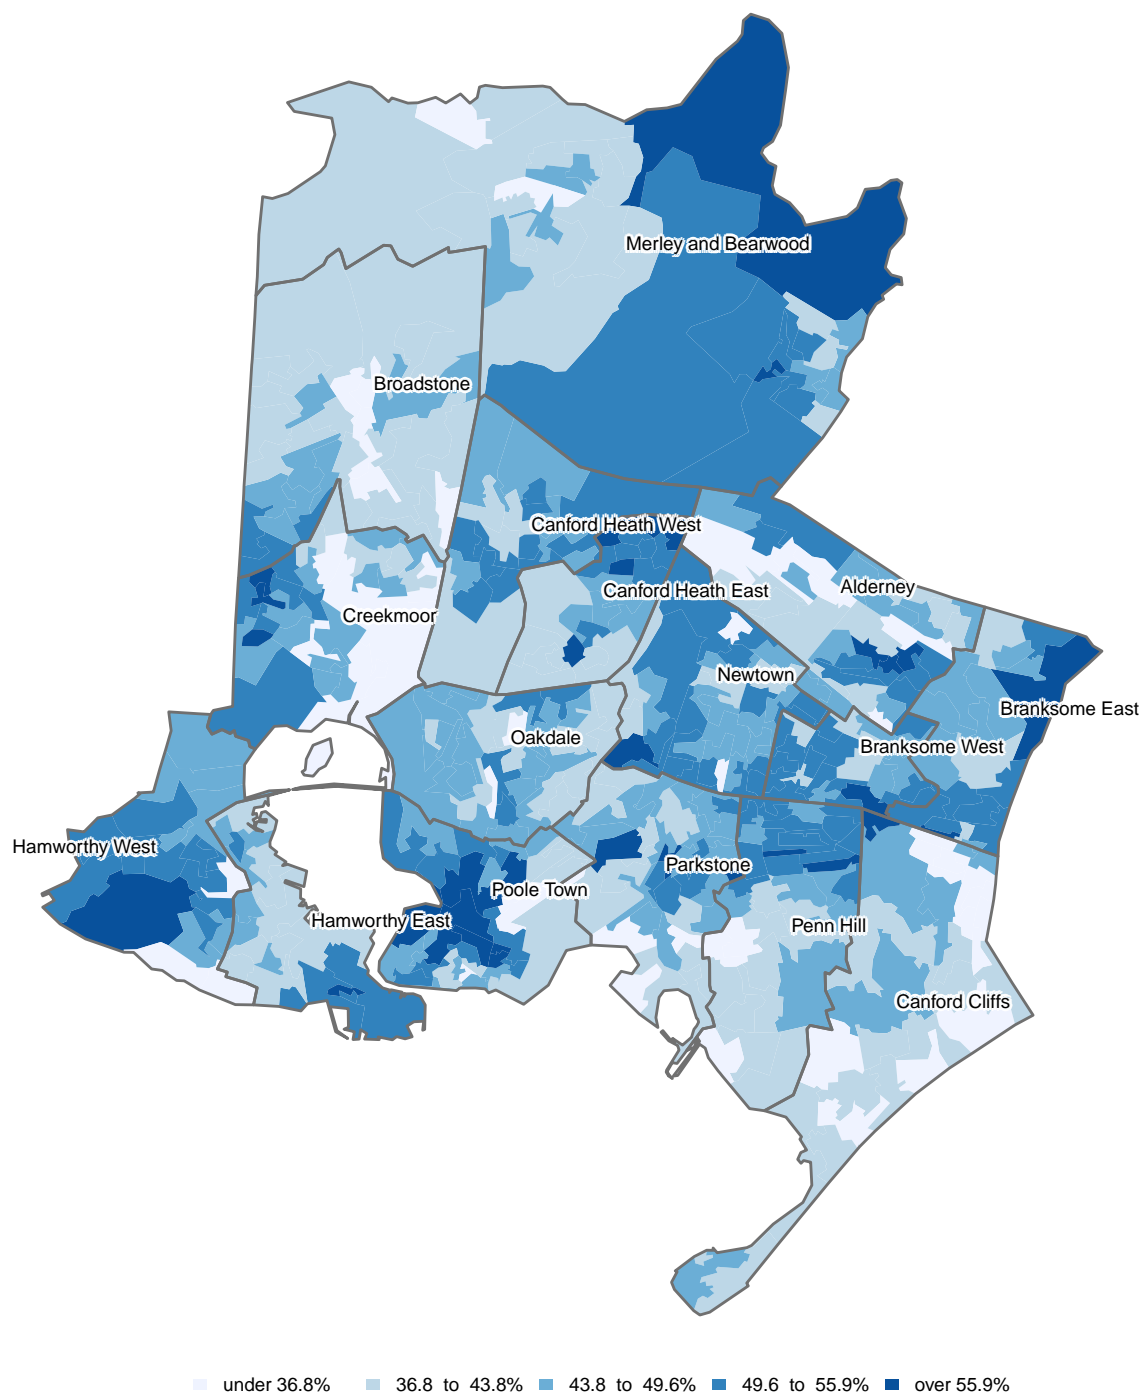 Merley and Bearwood
Broadstone
Canford Heath West
Alderney
Canford Heath East
Creekmoor
Newtown
Branksome East
Oakdale
Branksome West
Hamworthy West
Parkstone
Poole Town
Hamworthy East
Penn Hill
Canford Cliffs
under 36.8% 36.8 to 43.8% 43.8 to 49.6% 49.6 to 55.9% over 55.9%